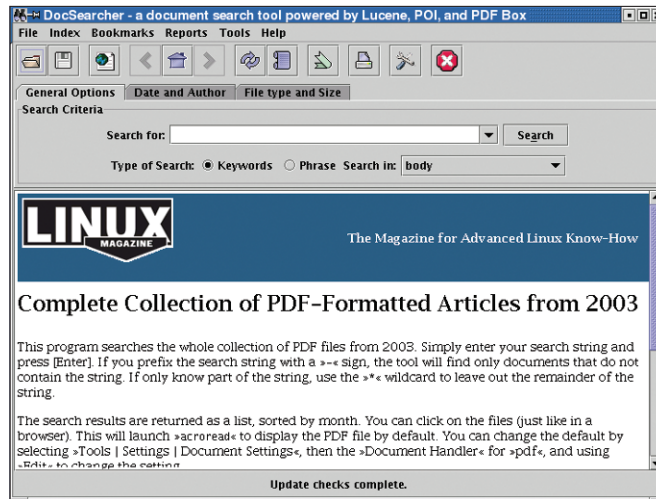 DocSearcher - a document search tool powered by Lucene, POI, and PDF Box
File Index Bookmarks Reports Tools Help
General Options Date and Author File type and Size
Search Criteria
Search for: Search
Type of Search: Keywords Phrase Search in: body
LINUX
MAGAZINE
The Magazine for Advanced Linux Know-How
Complete Collection of PDF-Formatted Articles from 2003
This program searches the whole collection of PDF files from 2003. Simply enter your search string and
press [Enter]. If you prefix the search string with a »-« sign, the tool will find only documents that do not
contain the string. If only know part of the string, use the »*« wildcard to leave out the remainder of the
string.
The search results are returned as a list, sorted by month. You can click on the files (just like in a
browser). This will launch »acroread« to display the PDF file by default. You can change the default by
selecting »Tools | Settings | Document Settings«, then the »Document Handler« for »pdf«, and using
»Edit« to change the setting.
Update checks complete.